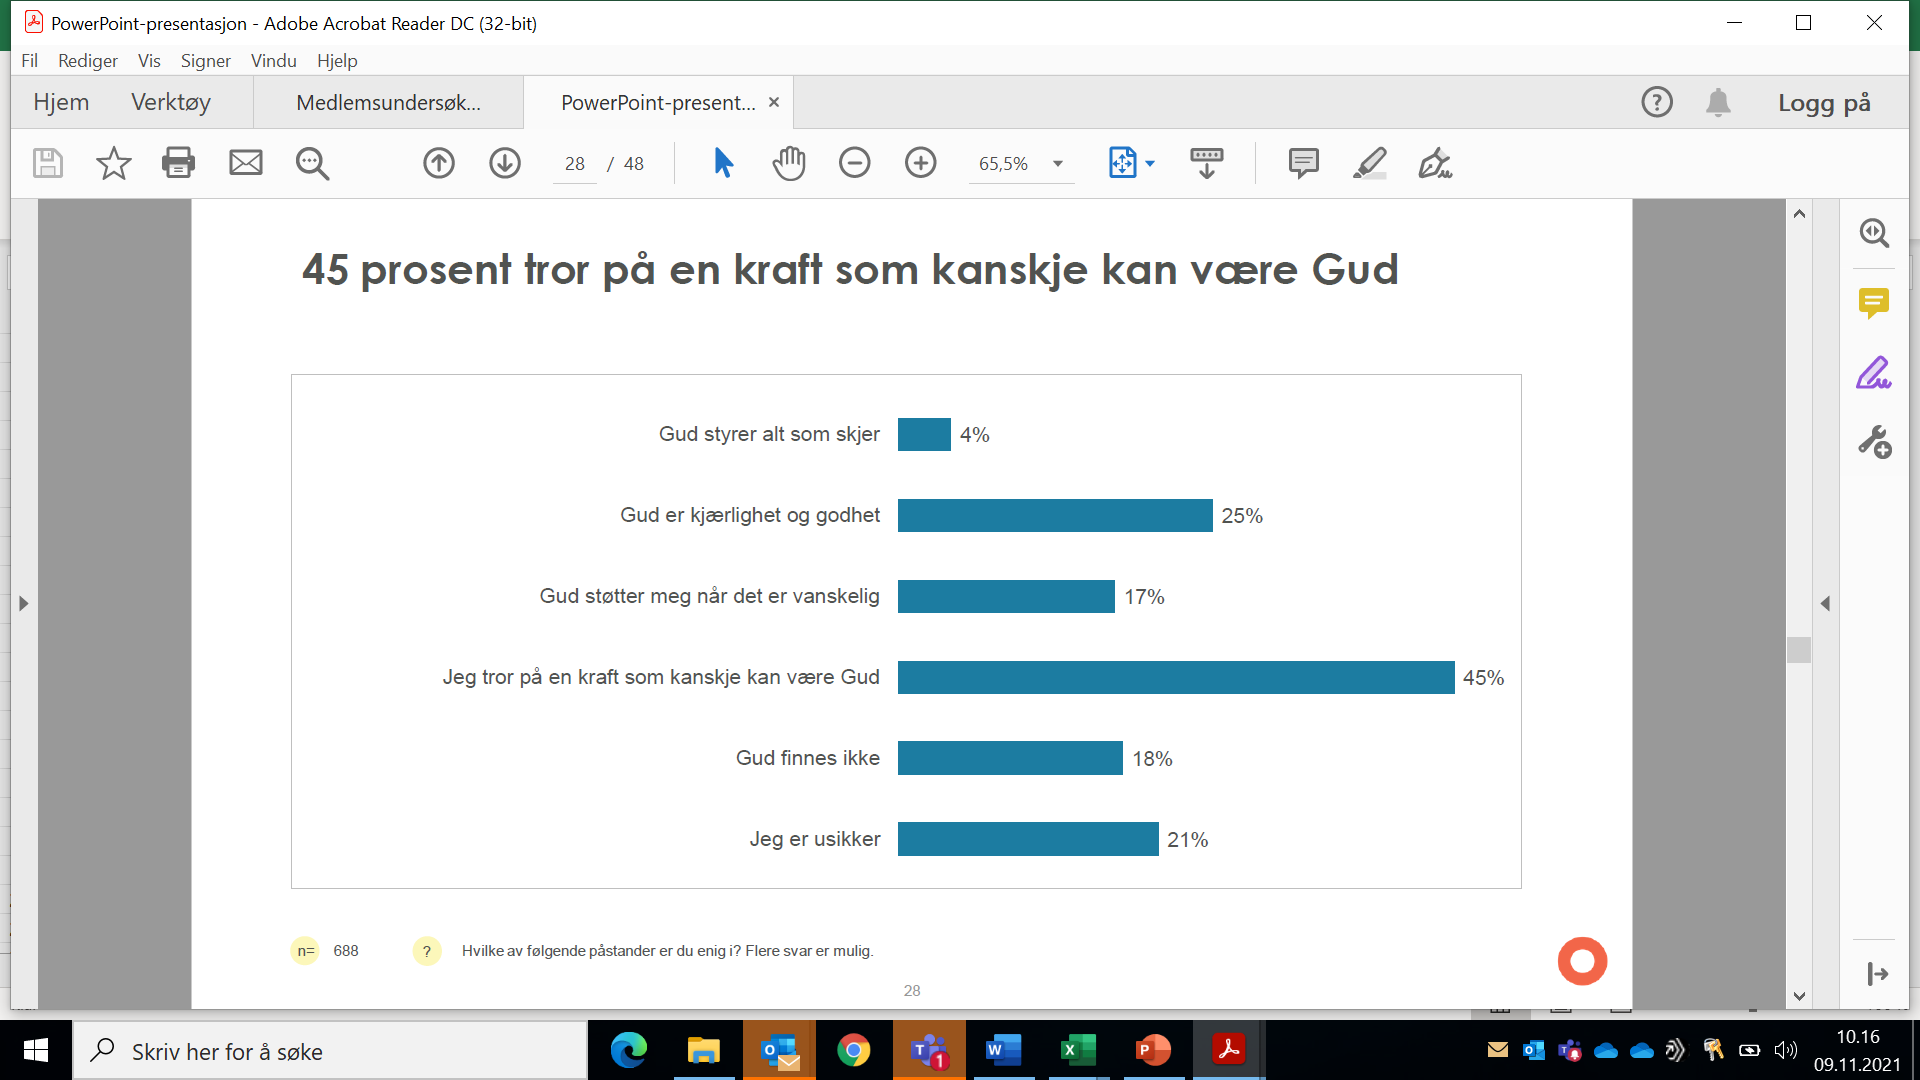 PowerPoint-presentasjon - Adobe Acrobat Reader DC (32-bit)
Fil Rediger Vis Signer Vindu Hjelp
Hjem Verktøy Medlemsundersøk... PowerPoint-present... Logg på
28 / 48 65,5%
45 prosent tror på en kraft som kanskje kan være Gud
Gud styrer alt som skjer 4%
Gud er kjærlighet og godhet 25%
Gud støtter meg når det er vanskelig 17%
Jeg tror på en kraft som kanskje kan være Gud 45%
Gud finnes ikke 18%
Jeg er usikker 21%
n= 688 ? Hvilke av følgende påstander er du enig i? Flere svar er mulig.
28
Skriv her for å søke
10.16
09.11.2021